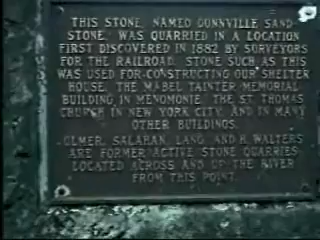 THIS STONE, NAMED DUNNVILLE SAND
STONE, WAS QUARRIED IN A LOCATION
FIRST DISCOVERED IN 1882 BY SURVEYORS
FOR THE RAILROAD. STONE SUCH AS THIS
WAS USED FOR CONSTRUCTING OUR SHELTER
HOUSE, THE MABEL TAINTER MEMORIAL
BUILDING IN MENOMONIE, THE ST. THOMAS
CHURCH IN NEW YORK CITY, AND IN MANY
OTHER BUILDINGS.
ULMER, SALAHAN, LANG, AND H. WALTERS
ARE FORMER ACTIVE STONE QUARRIES
LOCATED ACROSS AND UP THE RIVER
FROM THIS POINT.